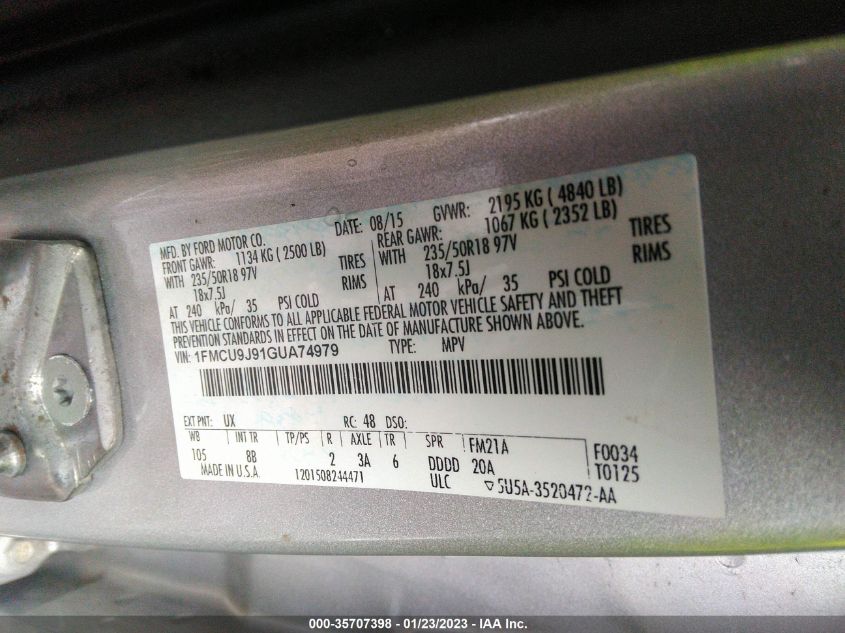 MFD. BY FORD MOTOR CO.
DATE: 08/15 GVWR: 2195 KG ( 4840 LB)
FRONT GAWR: 1134 KG ( 2500 LB) REAR GAWR: 1067 KG ( 2352 LB)
WITH 235/50R18 97V TIRES WITH 235/50R18 97V TIRES
18x7.5J RIMS 18x7.5J RIMS
AT 240 kPa/ 35 PSI COLD AT 240 kPa/ 35 PSI COLD
THIS VEHICLE CONFORMS TO ALL APPLICABLE FEDERAL MOTOR VEHICLE SAFETY AND THEFT
PREVENTION STANDARDS IN EFFECT ON THE DATE OF MANUFACTURE SHOWN ABOVE.
VIN: 1FMCU9J91GUA74979 TYPE: MPV
EXT PNT: UX RC: 48 DSO:
WB INT TR TP/PS R AXLE TR SPR FM21A F0034
105 8B 2 3A 6 DDDD 20A T0125
MADE IN U.S.A. 1201508244471 ULC ▽5U5A-3520472-AA
000-35707398 - 01/23/2023 - IAA Inc.